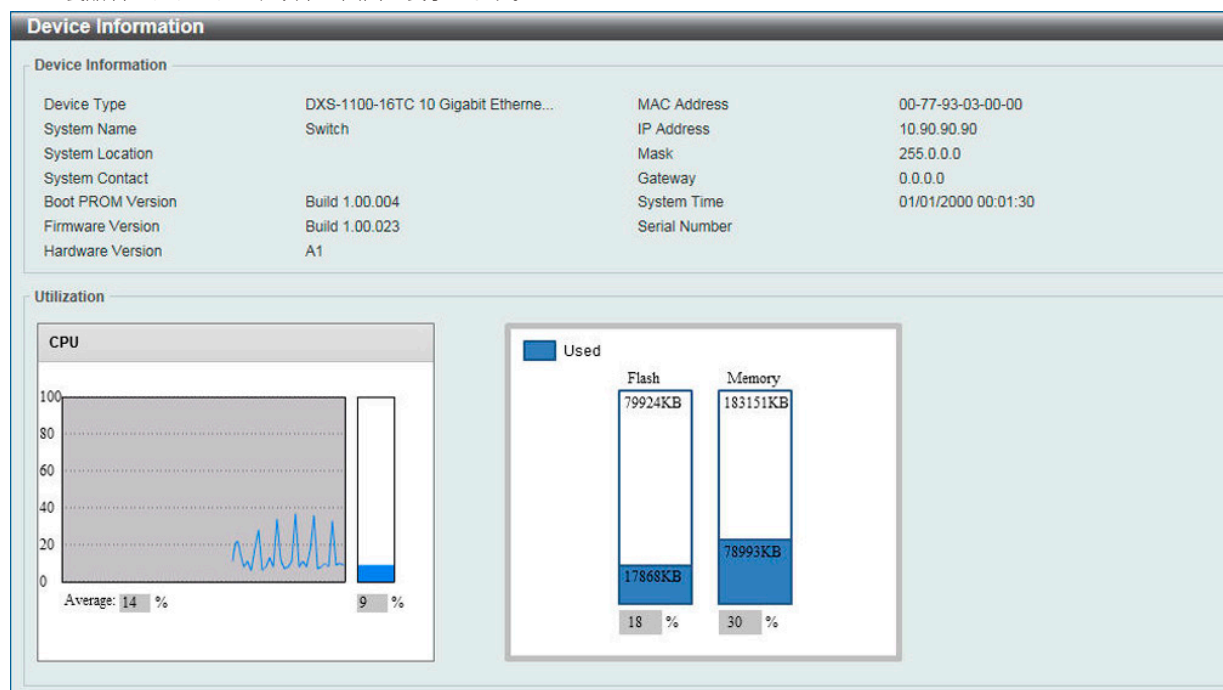 Device Information
Device Information
Device Type DXS-1100-16TC 10 Gigabit Etherne... MAC Address 00-77-93-03-00-00
System Name Switch IP Address 10.90.90.90
System Location Mask 255.0.0.0
System Contact Gateway 0.0.0.0
Boot PROM Version Build 1.00.004 System Time 01/01/2000 00:01:30
Firmware Version Build 1.00.023 Serial Number
Hardware Version A1
Utilization
CPU
100
80
60
40
20
0
Average: 14 % 9 %
Used
Flash Memory
79924KB 183151KB
78993KB
17868KB
18 % 30 %